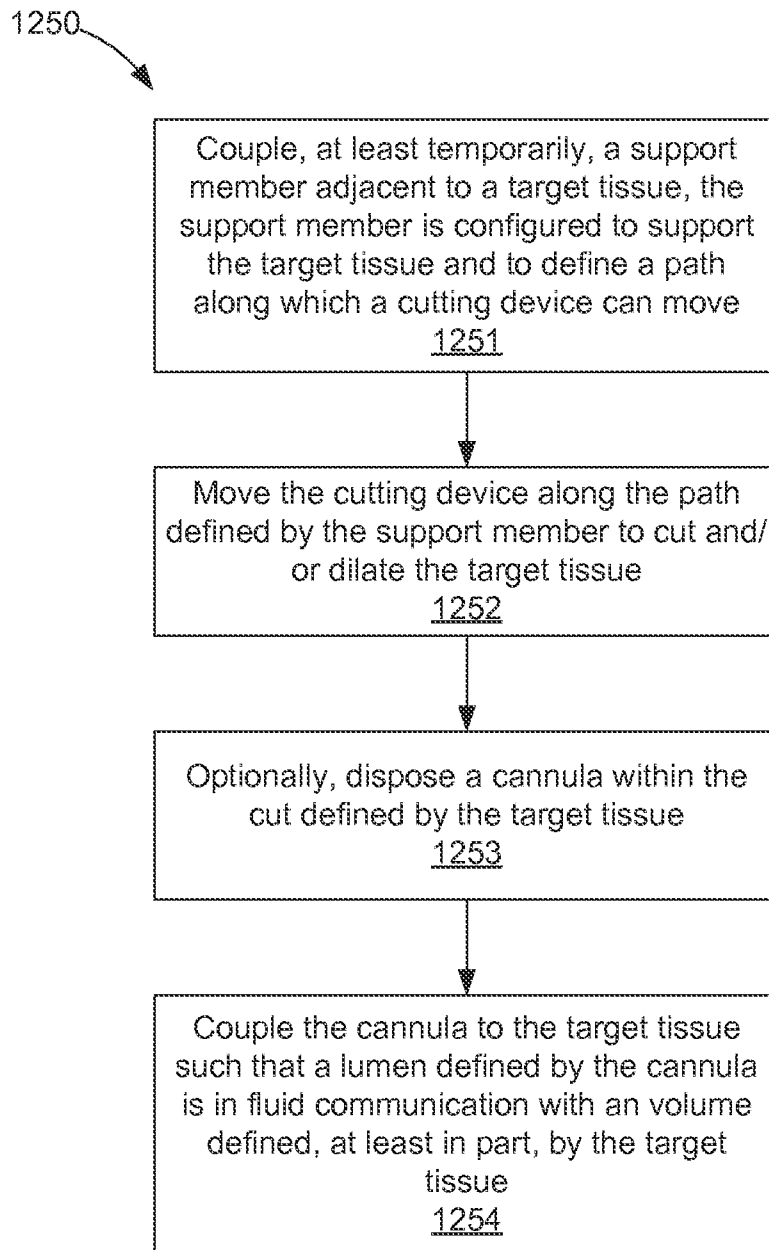 1250
Couple, at least temporarily, a support
member adjacent to a target tissue, the
support member is configured to support
the target tissue and to define a path
along which a cutting device can move
1251
Move the cutting device along the path
defined by the support member to cut and/
or dilate the target tissue
1252
Optionally, dispose a cannula within the
cut defined by the target tissue
1253
Couple the cannula to the target tissue
such that a lumen defined by the cannula
is in fluid communication with an volume
defined, at least in part, by the target
tissue
1254